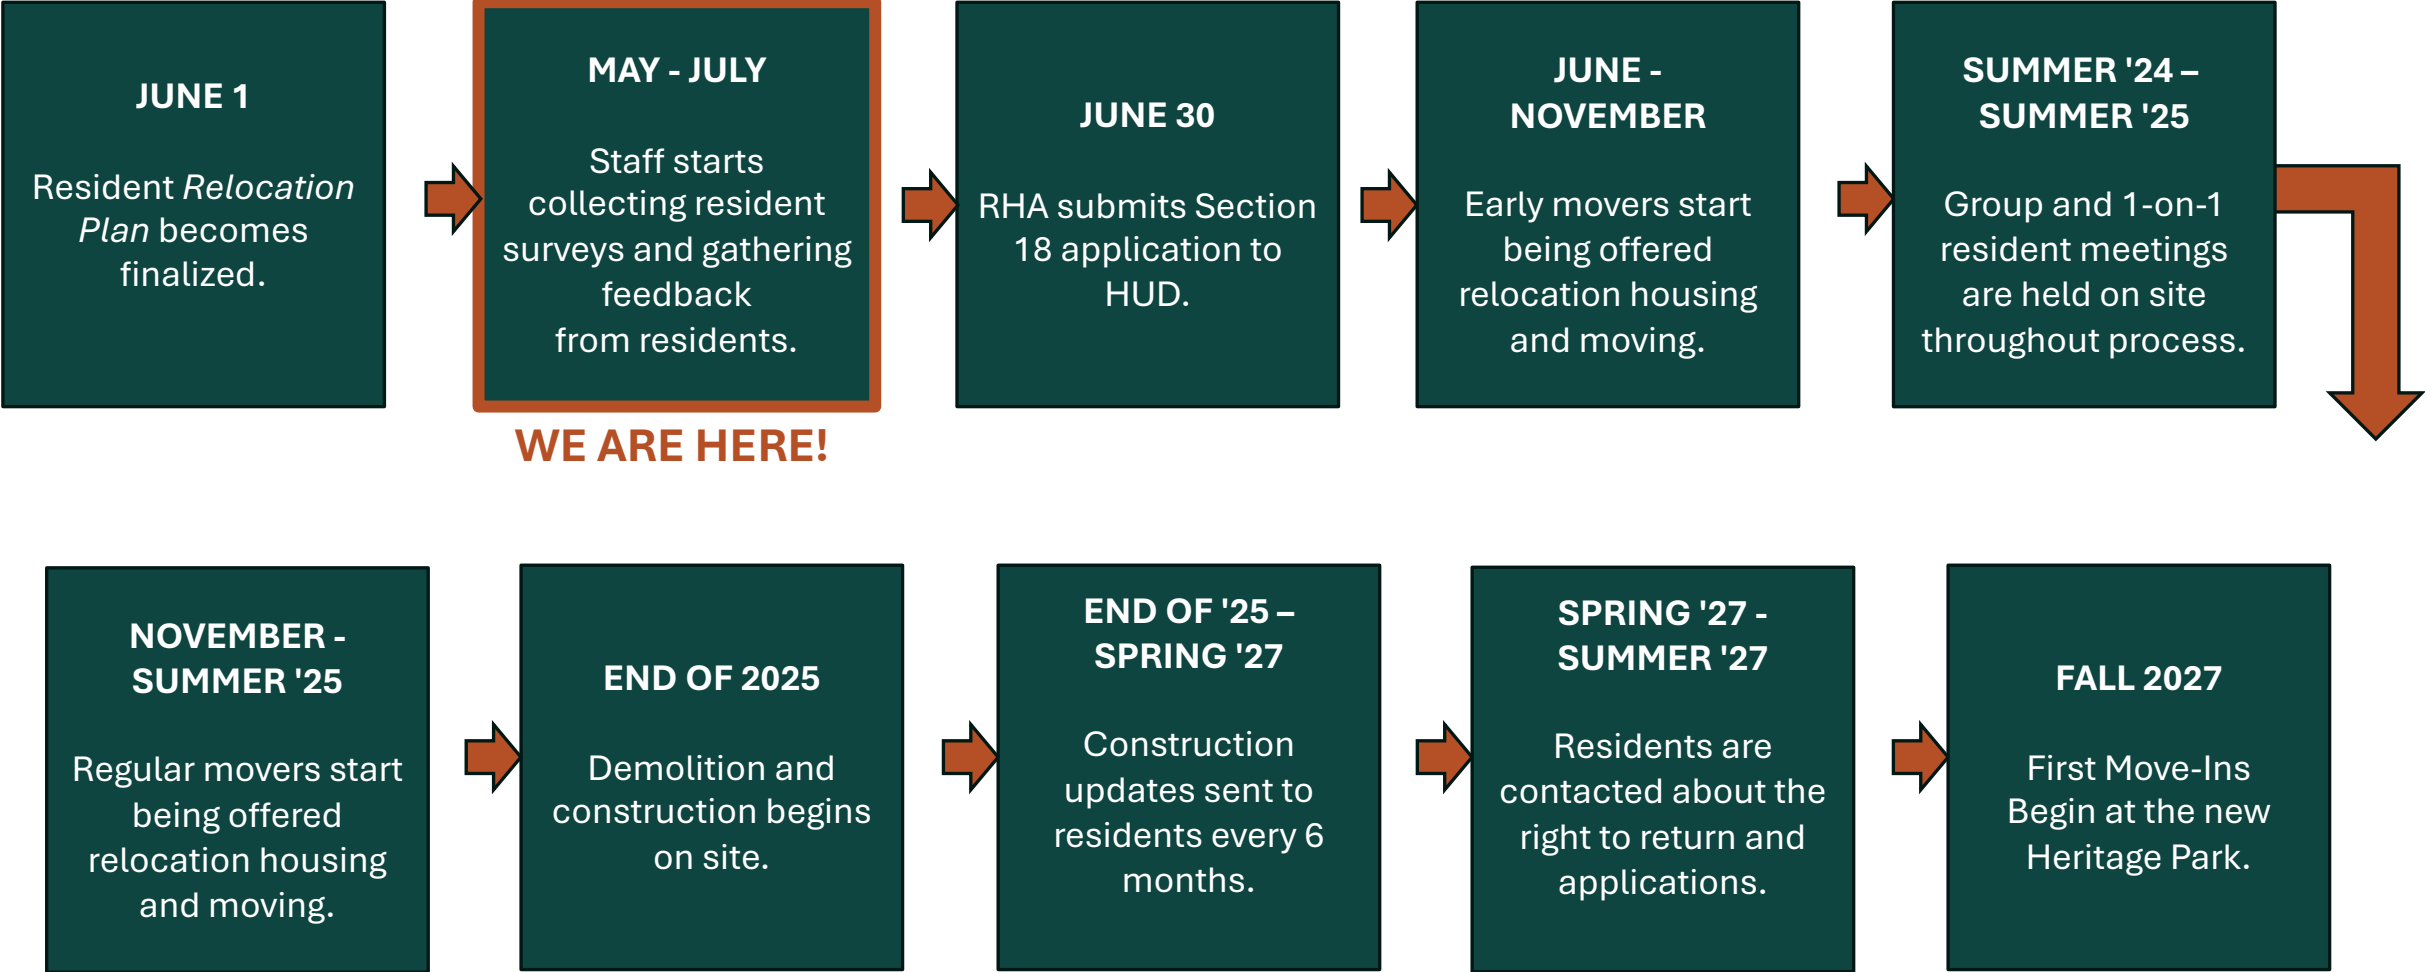 JUNE 1
Resident Relocation
Plan becomes
finalized.
MAY - JULY
Staff starts
collecting resident
surveys and gathering
feedback
from residents.
WE ARE HERE!
JUNE 30
RHA submits Section
18 application to
HUD.
JUNE -
NOVEMBER
Early movers start
being offered
relocation housing
and moving.
SUMMER '24 –
SUMMER '25
Group and 1-on-1
resident meetings
are held on site
throughout process.
NOVEMBER -
SUMMER '25
Regular movers start
being offered
relocation housing
and moving.
END OF 2025
Demolition and
construction begins
on site.
END OF '25 –
SPRING '27
Construction
updates sent to
residents every 6
months.
SPRING '27 -
SUMMER '27
Residents are
contacted about the
right to return and
applications.
FALL 2027
First Move-Ins
Begin at the new
Heritage Park.